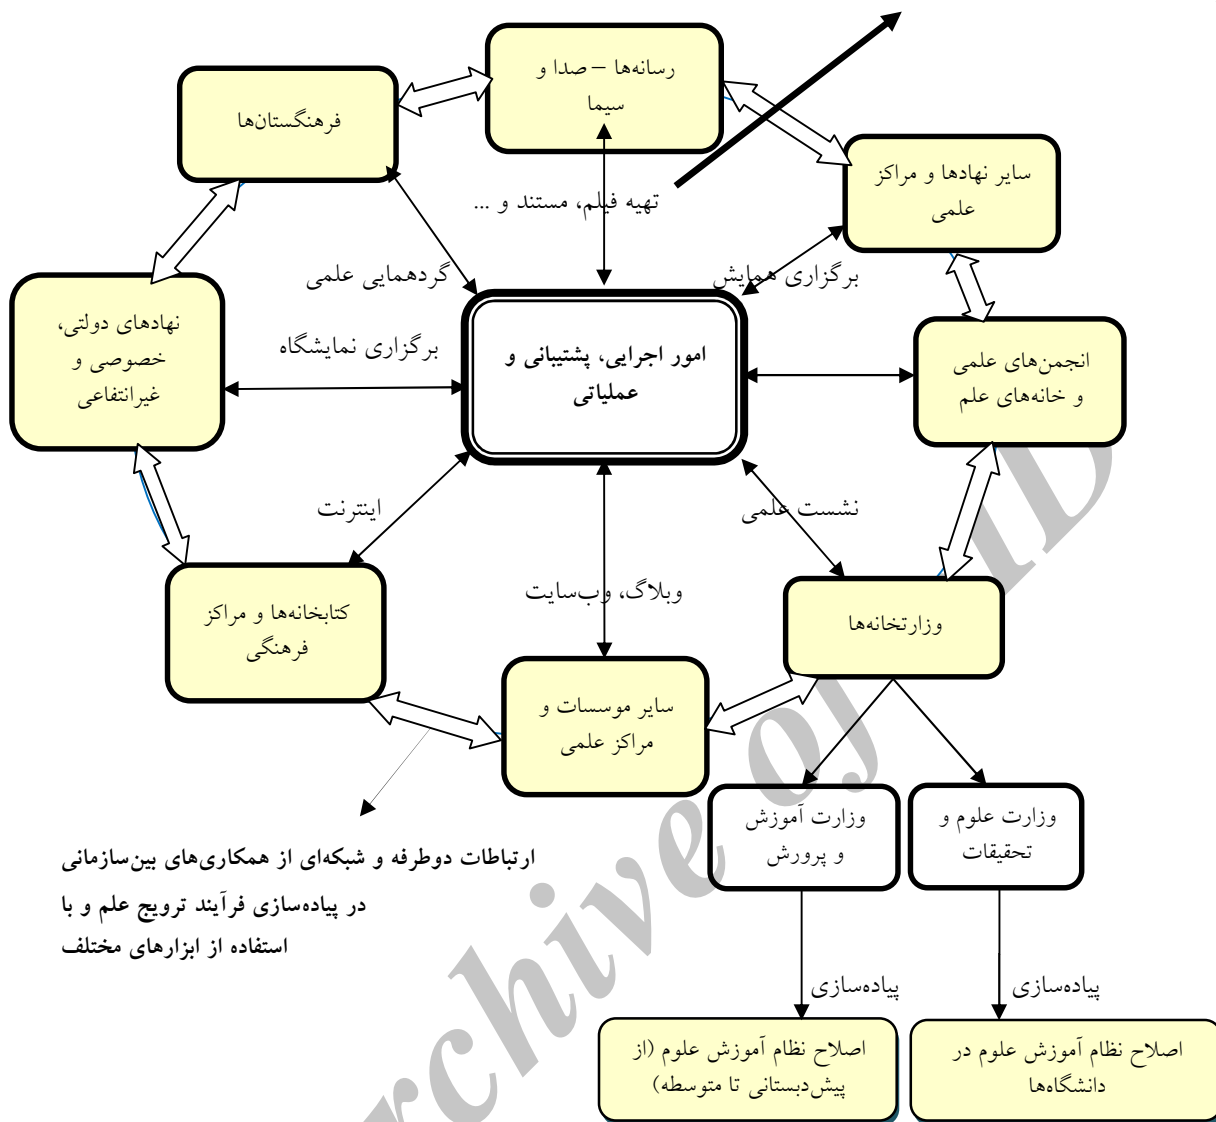 رسانه‌ها – صدا و
سیما
فرهنگستان‌ها
سایر نهادها و مراکز
علمی
تهیه فیلم، مستند و ...
گردهمایی علمی
برگزاری همایش
نهادهای دولتی،
خصوصی و
غیرانتفاعی
برگزاری نمایشگاه
امور اجرایی، پشتیبانی و
عملیاتی
انجمن‌های علمی
و خانه‌های علم
اینترنت
نشست علمی
وبلاگ، وب‌سایت
کتابخانه‌ها و مراکز
فرهنگی
وزارتخانه‌ها
سایر موسسات و
مراکز علمی
وزارت آموزش
و پرورش
وزارت علوم و
تحقیقات
ارتباطات دوطرفه و شبکه‌ای از همکاری‌های بین‌سازمانی
در پیاده‌سازی فرآیند ترویج علم و با
استفاده از ابزارهای مختلف
پیاده‌سازی
پیاده‌سازی
اصلاح نظام آموزش علوم (از
پیش‌دبستانی تا متوسطه)
اصلاح نظام آموزش علوم در
دانشگاه‌ها